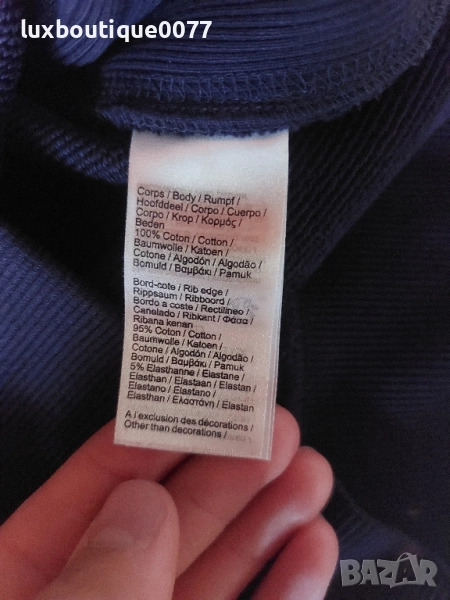 luxboutique0077
Corps / Body / Rumpf /
Hoofddeel / Corpo / Cuerpo /
Corpo / Krop / Κορμός /
Beden
100% Coton / Cotton /
Baumwolle / Katoen /
Cotone / Algodón / Algodão /
Bomuld / Βαμβάκι / Pamuk
Bord-cote / Rib edge /
Rippsaum / Ribboord /
Bordo a coste / Rectilineo /
Canelado / Ribkant / Φάσα /
Ribana kenarı
95% Coton / Cotton /
Baumwolle / Katoen /
Cotone / Algodón / Algodão /
Bomuld / Βαμβάκι / Pamuk
5% Elasthanne / Elastane /
Elasthan / Elastaan / Elastan /
Elastano / Elastano /
Elasthan / Ελαστάνη / Elastan
A l'exclusion des décorations /
Other than decorations /
BAZAR